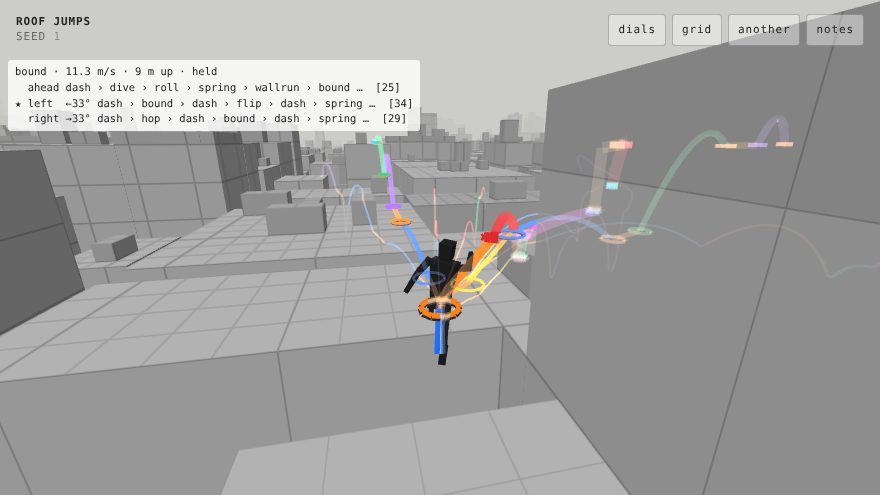 ROOF JUMPS
SEED 1
dials grid another notes
bound · 11.3 m/s · 9 m up · held
ahead dash › dive › roll › spring › wallrun › bound … [25]
★ left ←33° dash › bound › dash › flip › dash › spring … [34]
right →33° dash › hop › dash › bound › dash › spring … [29]